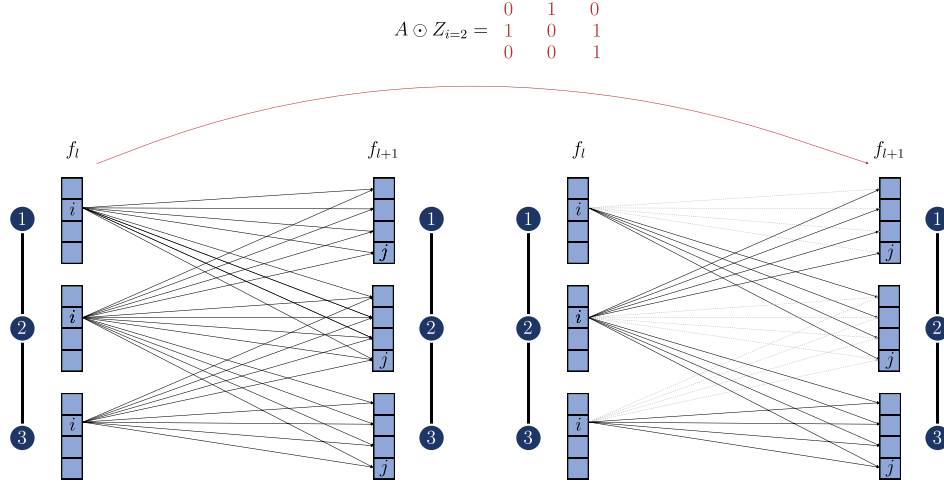 A ⊙ Z_{i=2} = 0 1 0
1 0 1
0 0 1
f_l f_{l+1} f_l f_{l+1}
i i
1 1 1 1
j j
i i
2 2 2 2
j j
i i
3 3 3 3
j j